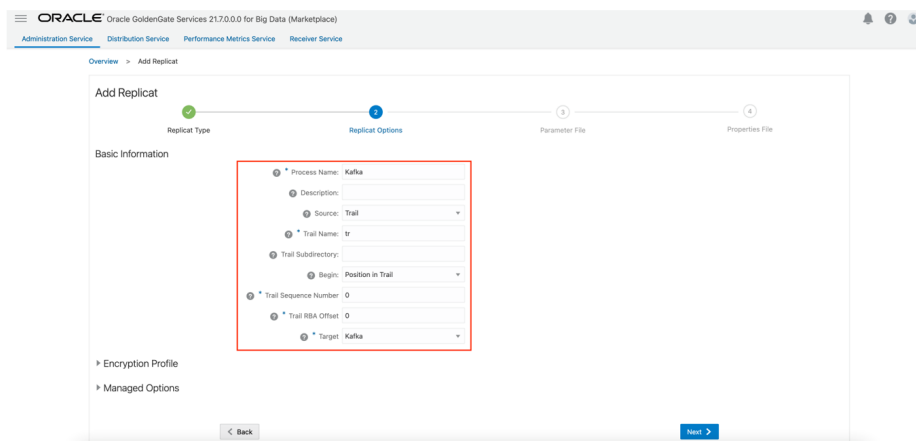 ORACLE Oracle GoldenGate Services 21.7.0.0.0 for Big Data (Marketplace)
Administration Service Distribution Service Performance Metrics Service Receiver Service
Overview > Add Replicat
Add Replicat
2 3 4
Replicat Type Replicat Options Parameter File Properties File
Basic Information
* Process Name: Kafka
Description:
Source: Trail
* Trail Name: tr
Trail Subdirectory:
Begin: Position in Trail
* Trail Sequence Number 0
* Trail RBA Offset 0
* Target Kafka
Encryption Profile
Managed Options
< Back Next >